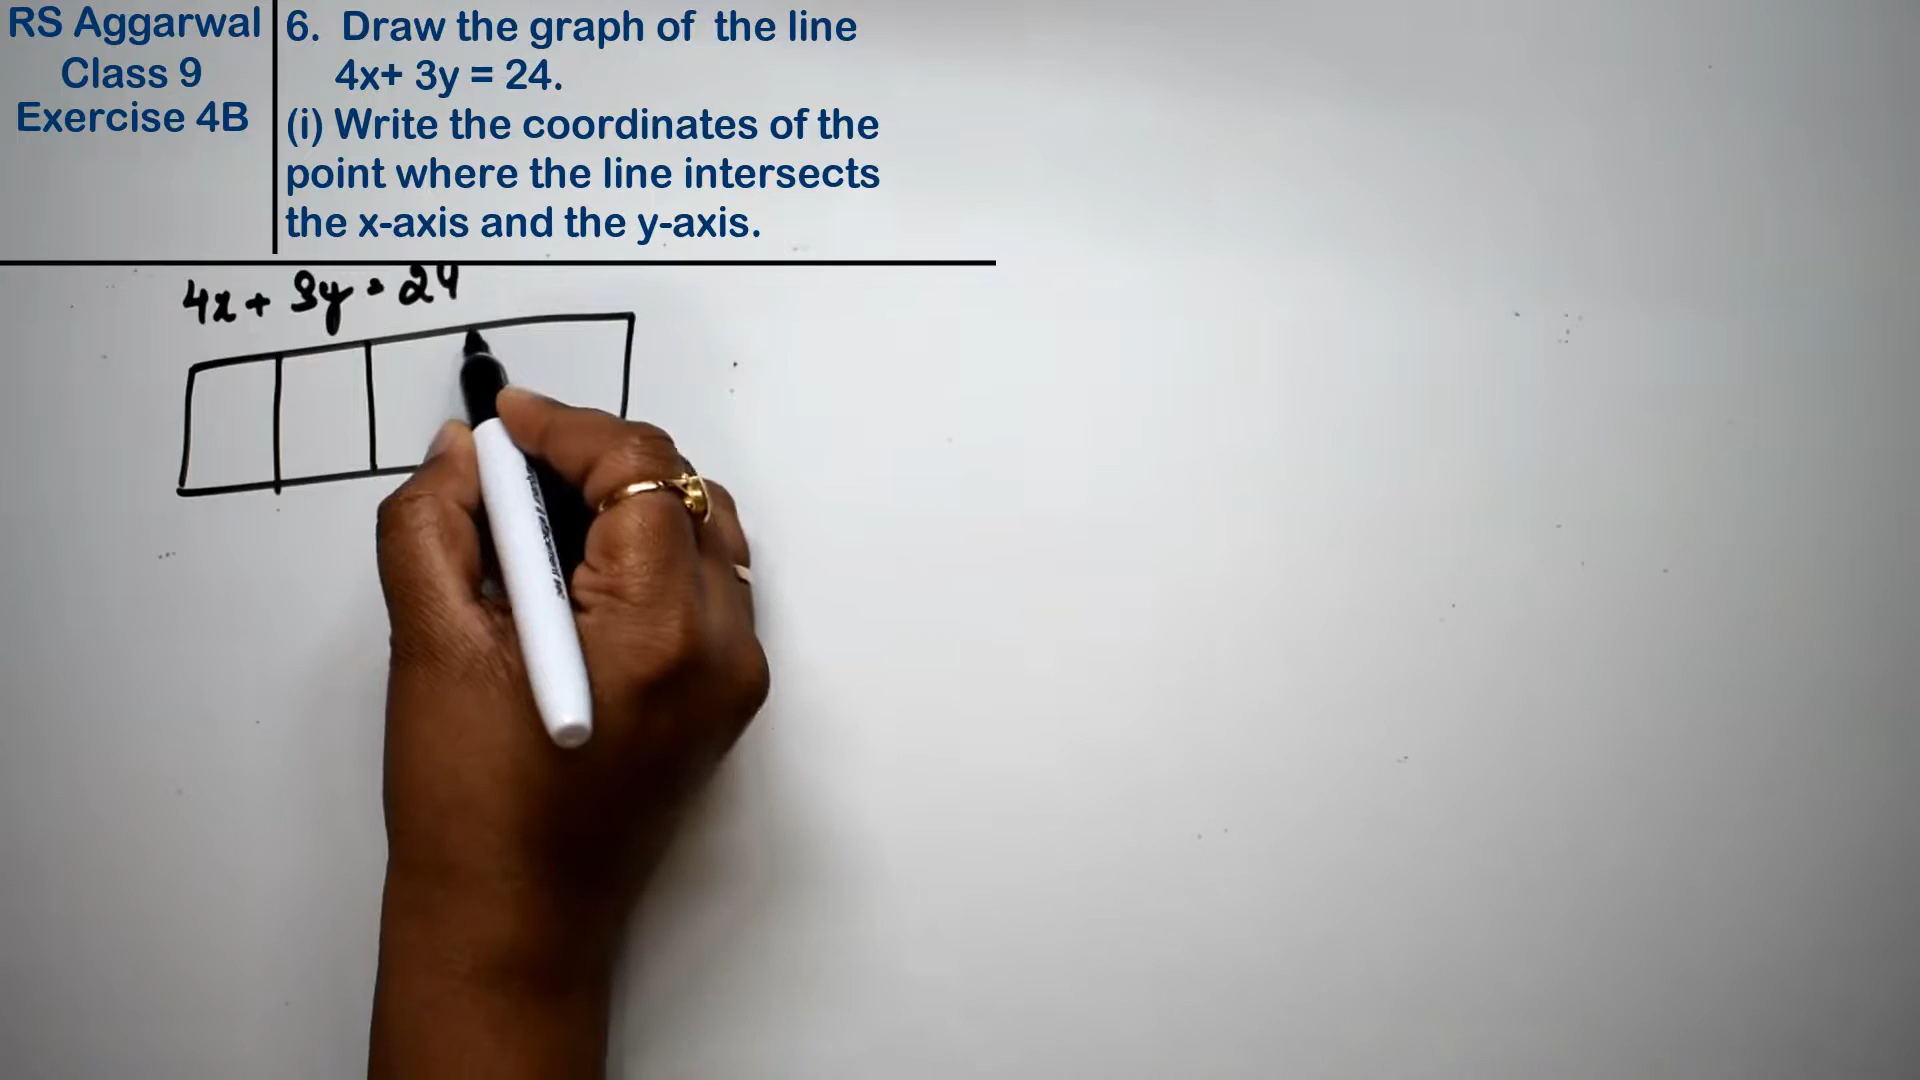 RS Aggarwal
Class 9
Exercise 4B
6. Draw the graph of the line
4x+ 3y = 24.
(i) Write the coordinates of the
point where the line intersects
the x-axis and the y-axis.
4x + 3y = 24